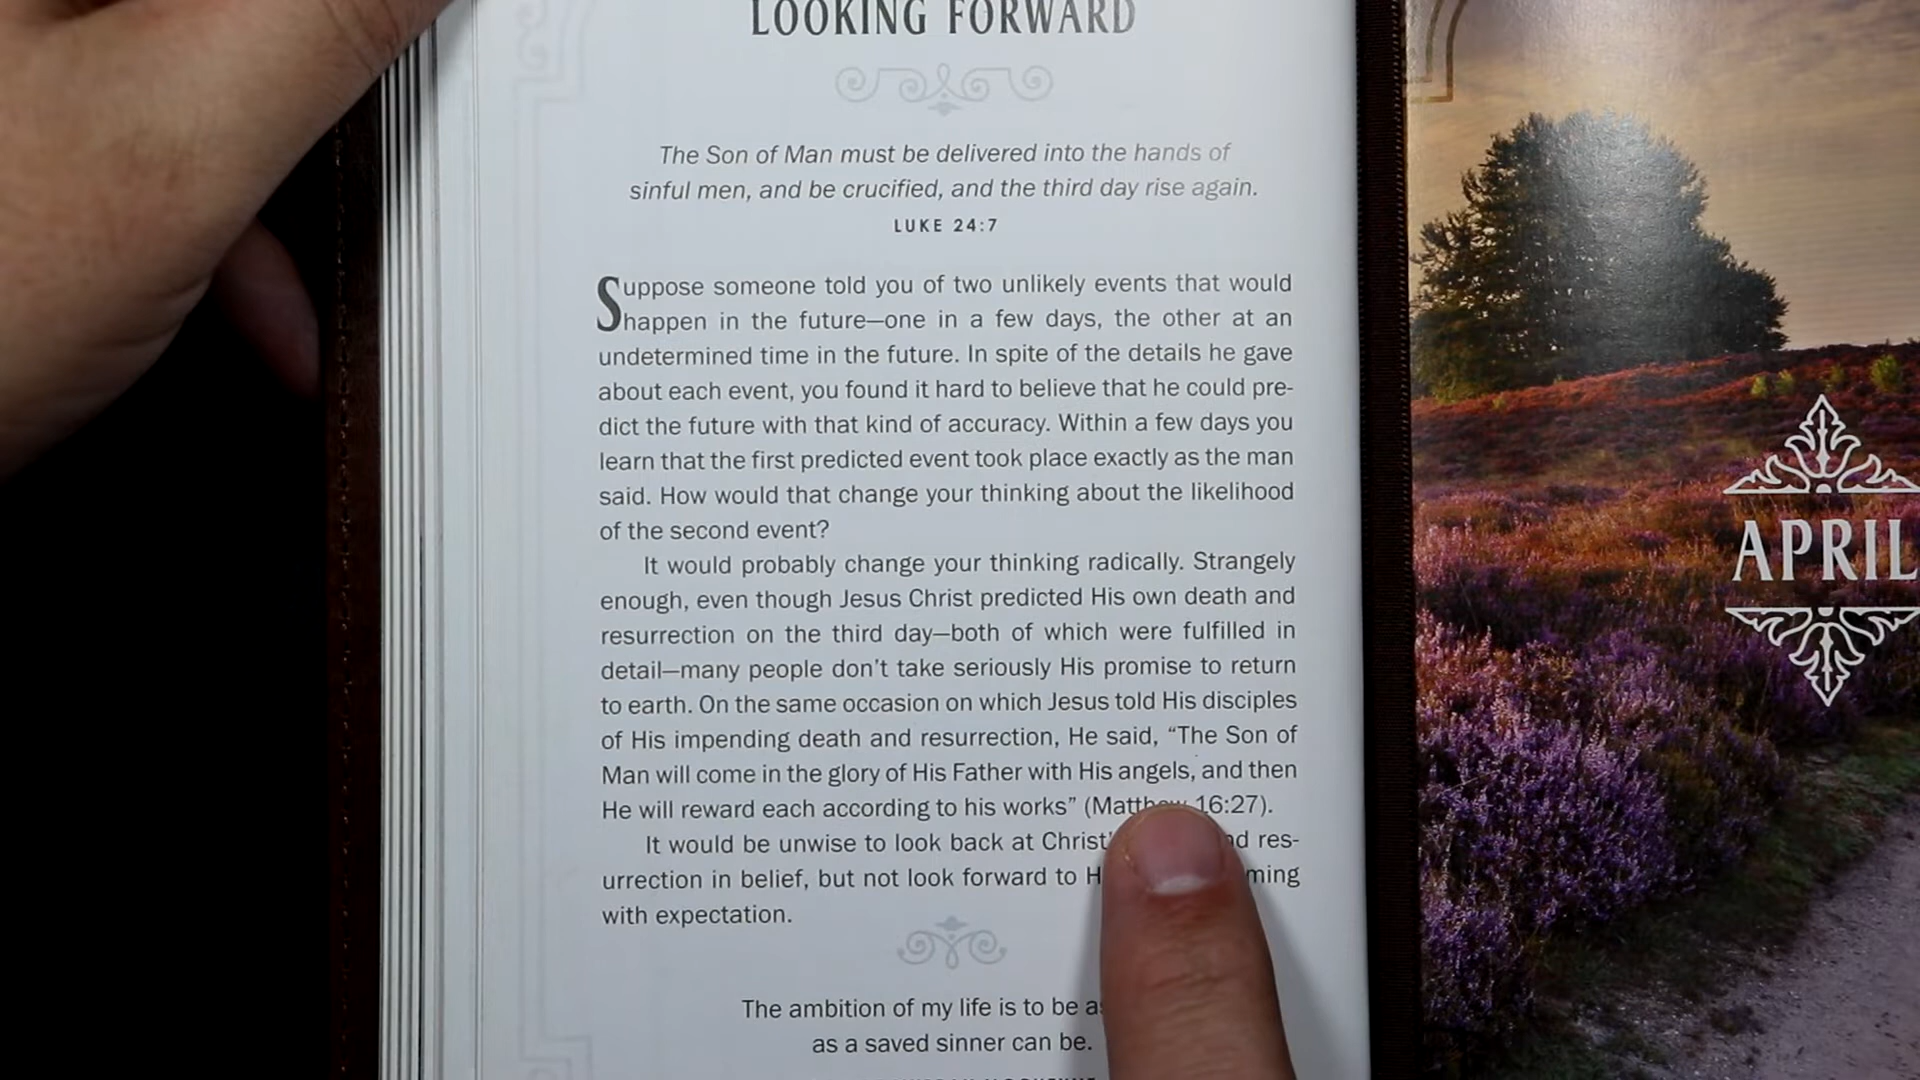 LOOKING FORWARD
The Son of Man must be delivered into the hands of
sinful men, and be crucified, and the third day rise again.
LUKE 24:7
Suppose someone told you of two unlikely events that would
happen in the future—one in a few days, the other at an
undetermined time in the future. In spite of the details he gave
about each event, you found it hard to believe that he could pre-
dict the future with that kind of accuracy. Within a few days you
learn that the first predicted event took place exactly as the man
said. How would that change your thinking about the likelihood
of the second event?
It would probably change your thinking radically. Strangely
enough, even though Jesus Christ predicted His own death and
resurrection on the third day—both of which were fulfilled in
detail—many people don't take seriously His promise to return
to earth. On the same occasion on which Jesus told His disciples
of His impending death and resurrection, He said, “The Son of
Man will come in the glory of His Father with His angels, and then
He will reward each according to his works” (Matthew 16:27).
It would be unwise to look back at Christ' res-
urrection in belief, but not look forward to
with expectation.
The ambition of my life is to be
as a saved sinner can be.
APRIL